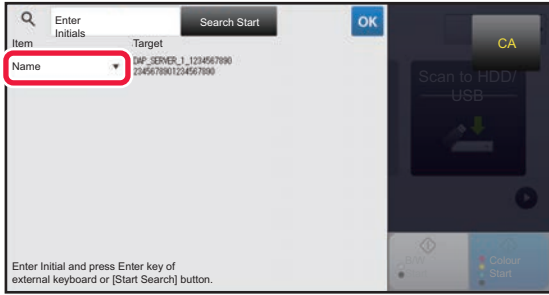 Enter
Initials
Search Start
OK
CA
Item
Target
Name
DAP_SERVER_1_1234567890
2345678901234567890
Scan to HDD/
USB
B/W
Start
Colour
Start
Enter Initial and press Enter key of
external keyboard or [Start Search] button.